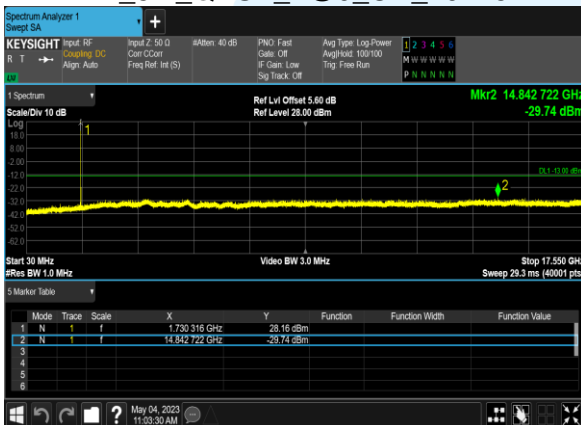 Spectrum Analyzer 1
Swept SA
+
KEYSIGHT Input: RF Input Z: 50 Ω #Atten: 40 dB PNO: Fast Avg Type: Log-Power 1 2 3 4 5 6
R T Coupling: DC Corr CCorr Gate: Off Avg|Hold: 100/100 M W W W W W
Align: Auto Freq Ref: Int (S) IF Gain: Low Trig: Free Run
Sig Track: Off P N N N N N
1 Spectrum Ref Lvl Offset 5.60 dB Mkr2 14.842 722 GHz
Scale/Div 10 dB Ref Level 28.00 dBm -29.74 dBm
Log
18.0 1
8.00
-2.00
-12.0 DL1 -13.00 dBm
-22.0 2
-32.0
-42.0
-52.0
-62.0
Start 30 MHz Video BW 3.0 MHz Stop 17.550 GHz
#Res BW 1.0 MHz Sweep 29.3 ms (40001 pts)
5 Marker Table
Mode Trace Scale X Y Function Function Width Function Value
1 N 1 f 1.730 316 GHz 28.16 dBm
2 N 1 f 14.842 722 GHz -29.74 dBm
3
4
5
6
? May 04, 2023
11:03:30 AM